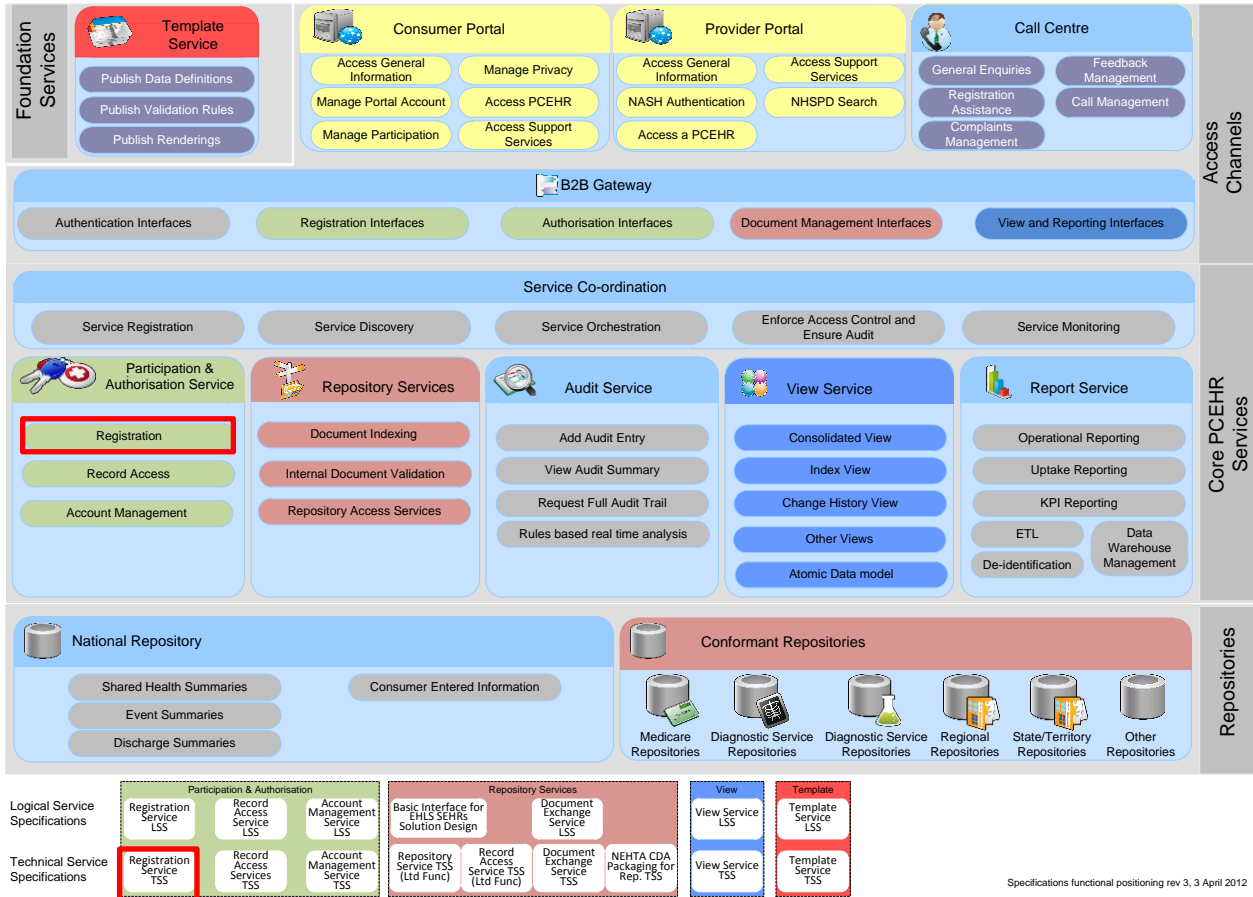 Foundation
Services
Template
Service
Publish Data Definitions
Publish Validation Rules
Publish Renderings
Consumer Portal
Access General
Information
Manage Privacy
Manage Portal Account
Access PCEHR
Manage Participation
Access Support
Services
Provider Portal
Access General
Information
Access Support
Services
NASH Authentication
NHSPD Search
Access a PCEHR
Call Centre
General Enquiries
Feedback
Management
Registration
Assistance
Call Management
Complaints
Management
Access
Channels
B2B Gateway
Authentication Interfaces
Registration Interfaces
Authorisation Interfaces
Document Management Interfaces
View and Reporting Interfaces
Service Co-ordination
Service Registration
Service Discovery
Service Orchestration
Enforce Access Control and
Ensure Audit
Service Monitoring
Participation &
Authorisation Service
Registration
Record Access
Account Management
Repository Services
Document Indexing
Internal Document Validation
Repository Access Services
Audit Service
Add Audit Entry
View Audit Summary
Request Full Audit Trail
Rules based real time analysis
View Service
Consolidated View
Index View
Change History View
Other Views
Atomic Data model
Report Service
Operational Reporting
Uptake Reporting
KPI Reporting
ETL
De-identification
Data
Warehouse
Management
Core PCEHR
Services
National Repository
Shared Health Summaries
Consumer Entered Information
Event Summaries
Discharge Summaries
Conformant Repositories
Medicare
Repositories
Diagnostic Service
Repositories
Diagnostic Service
Repositories
Regional
Repositories
State/Territory
Repositories
Other
Repositories
Repositories
Participation & Authorisation
Repository Services
View
Template
Logical Service
Specifications
Registration
Service
LSS
Record
Access
Service
LSS
Account
Management
Service
LSS
Basic Interface for
EHLS SEHRs
Solution Design
Document
Exchange
Service
LSS
View Service
LSS
Template
Service
LSS
Technical Service
Specifications
Registration
Service
TSS
Record
Access
Services
TSS
Account
Management
Service
TSS
Repository
Service TSS
(Ltd Func)
Record
Access
Service TSS
(Ltd Func)
Document
Exchange
Service
TSS
NEHTA CDA
Packaging for
Rep. TSS
View Service
TSS
Template
Service
TSS
Specifications functional positioning rev 3, 3 April 2012